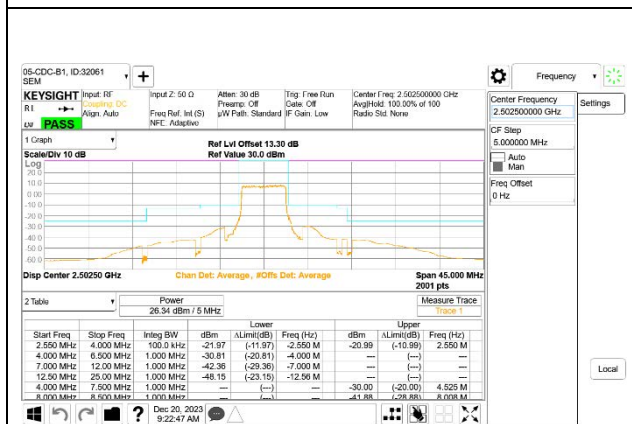 05-CDC-B1, ID:32061
SEM
Frequency
KEYSIGHT Input: RF
Coupling: DC
Align: Auto
Input Z: 50 Ω
Freq Ref: Int (S)
NFE: Adaptive
Atten: 30 dB
Preamp: Off
µW Path: Standard
Trig: Free Run
Gate: Off
IF Gain: Low
Center Freq: 2.502500000 GHz
Avg|Hold: 100.00% of 100
Radio Std: None
PASS
Center Frequency
2.502500000 GHz
Settings
CF Step
5.000000 MHz
Auto
Man
Freq Offset
0 Hz
1 Graph
Scale/Div 10 dB
Ref Lvl Offset 13.30 dB
Ref Value 30.0 dBm
Log
20.0
10.0
0.00
-10.0
-20.0
-30.0
-40.0
-50.0
-60.0
Disp Center 2.50250 GHz
Chan Det: Average , #Offs Det: Average
Span 45.000 MHz
2001 pts
2 Table
Power
26.34 dBm / 5 MHz
Measure Trace
Trace 1
Lower Upper
Start Freq Stop Freq Integ BW dBm ΔLimit(dB) Freq (Hz) dBm ΔLimit(dB) Freq (Hz)
2.550 MHz 4.000 MHz 100.0 kHz -21.97 (-11.97) -2.550 M -20.99 (-10.99) 2.550 M
4.000 MHz 6.500 MHz 1.000 MHz -30.81 (-20.81) -4.000 M --- (---) ---
7.000 MHz 12.00 MHz 1.000 MHz -42.36 (-29.36) -7.000 M --- (---) ---
12.50 MHz 25.00 MHz 1.000 MHz -48.15 (-23.15) -12.56 M --- (---) ---
4.000 MHz 7.500 MHz 1.000 MHz --- (---) --- -30.00 (-20.00) 4.525 M
8.000 MHz 8.500 MHz 1.000 MHz --- (---) --- -41.88 (-28.88) 8.008 M
Local
Dec 20, 2023
9:22:47 AM